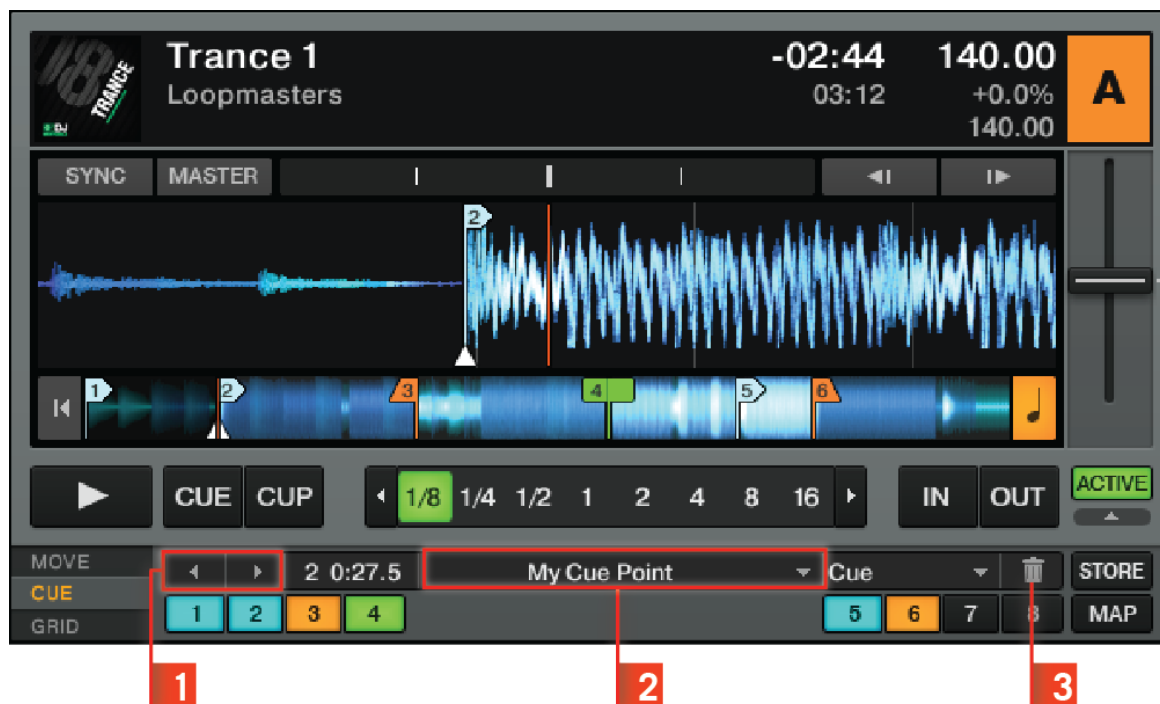 18
TRANCE
DJ
Trance 1
Loopmasters
-02:44
03:12
140.00
+0.0%
140.00
A
SYNC
MASTER
2
1
2
3
4
5
6
CUE
CUP
1/8 1/4 1/2 1 2 4 8 16
IN
OUT
ACTIVE
MOVE
CUE
GRID
2 0:27.5
My Cue Point
Cue
STORE
1 2 3 4
5 6 7 8
MAP
1
2
3